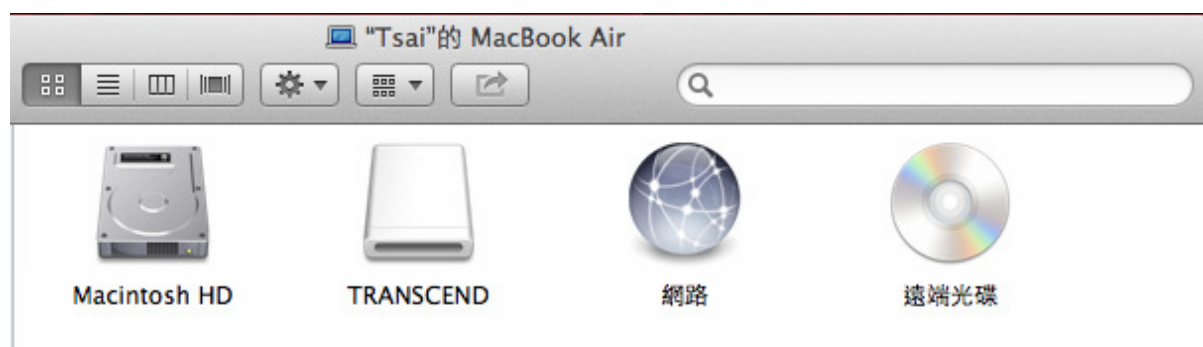 “Tsai”的 MacBook Air
Macintosh HD
TRANSCEND
網路
遠端光碟